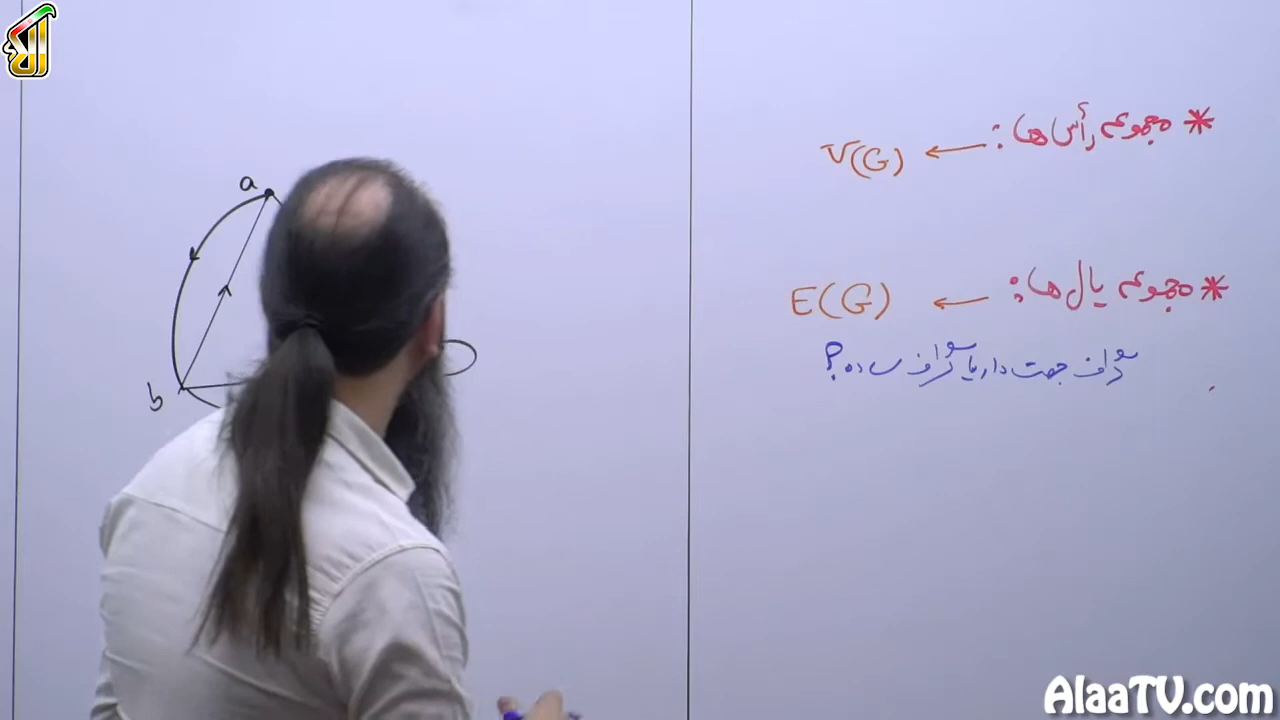 * مجموعه رأس‌ها: ← V(G)
* مجموعه یال‌ها: ← E(G)
گراف جهت‌دار یا گراف ساده؟
a
b
AlaaTV.com